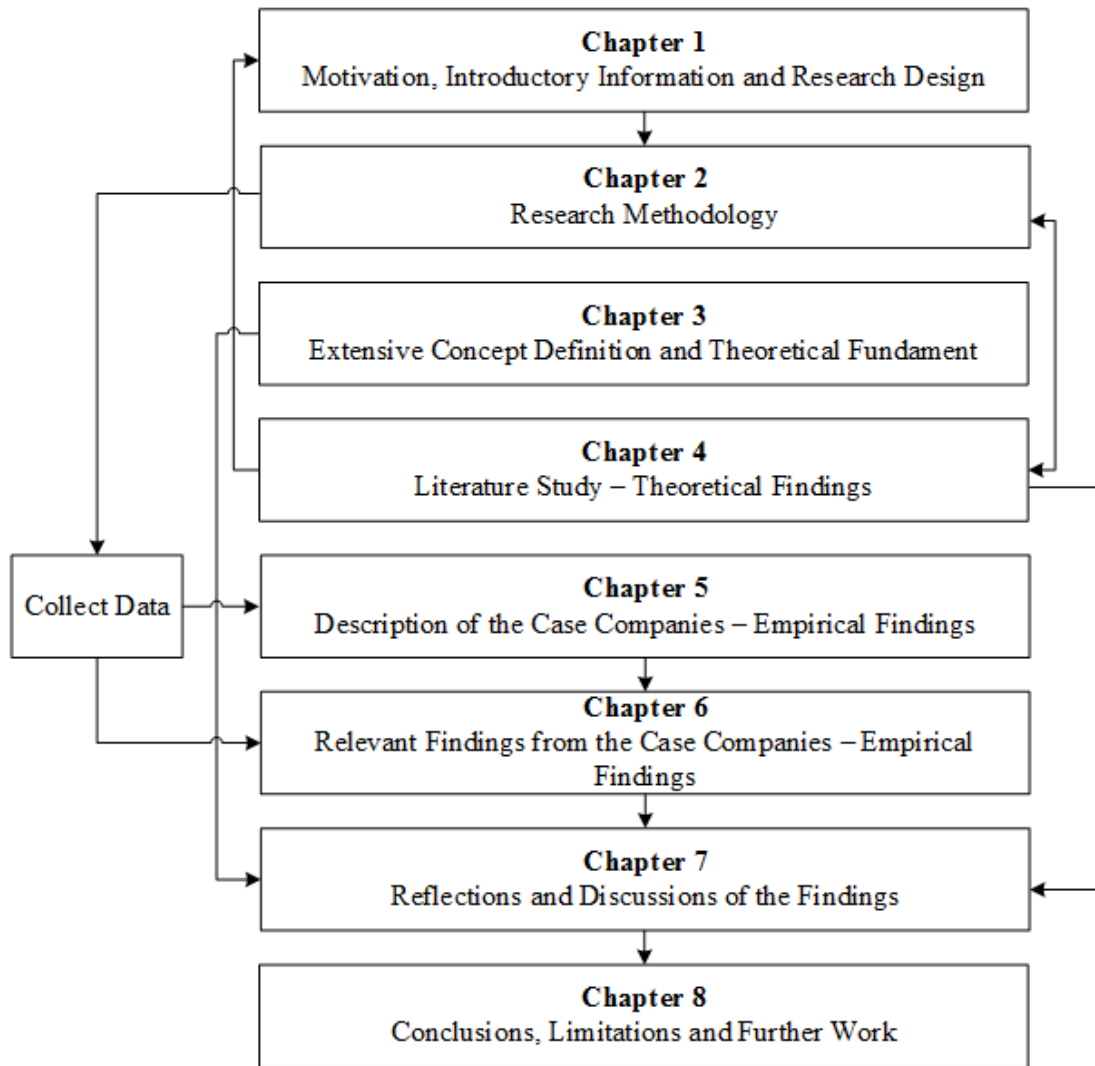 Chapter 1
Motivation, Introductory Information and Research Design
Chapter 2
Research Methodology
Chapter 3
Extensive Concept Definition and Theoretical Fundament
Chapter 4
Literature Study – Theoretical Findings
Collect Data
Chapter 5
Description of the Case Companies – Empirical Findings
Chapter 6
Relevant Findings from the Case Companies – Empirical
Findings
Chapter 7
Reflections and Discussions of the Findings
Chapter 8
Conclusions, Limitations and Further Work